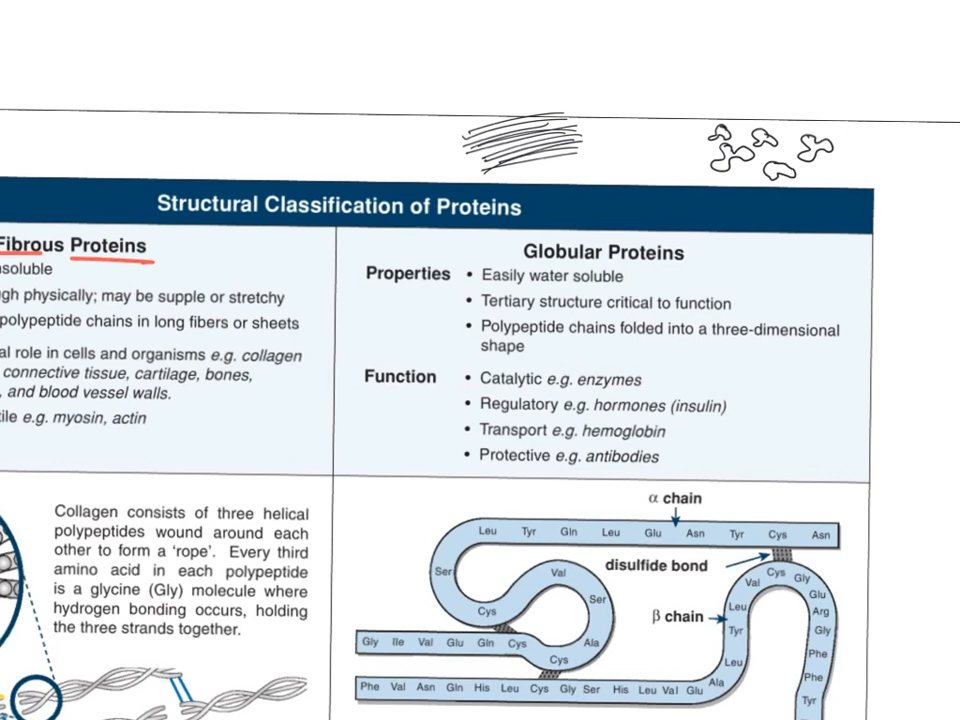 Structural Classification of Proteins
Fibrous Proteins
soluble
gh physically; may be supple or stretchy
polypeptide chains in long fibers or sheets
al role in cells and organisms e.g. collagen
connective tissue, cartilage, bones,
, and blood vessel walls.
tile e.g. myosin, actin
Globular Proteins
Properties • Easily water soluble
• Tertiary structure critical to function
• Polypeptide chains folded into a three-dimensional
shape
Function • Catalytic e.g. enzymes
• Regulatory e.g. hormones (insulin)
• Transport e.g. hemoglobin
• Protective e.g. antibodies
Collagen consists of three helical
polypeptides wound around each
other to form a ‘rope’. Every third
amino acid in each polypeptide
is a glycine (Gly) molecule where
hydrogen bonding occurs, holding
the three strands together.
α chain
Leu Tyr Gln Leu Glu Asn Tyr Cys Asn
disulfide bond
Ser Val Ser Cys Ala Cys
β chain
Gly Ile Val Glu Gln Cys
Val Cys Gly Glu Arg Gly Phe Phe Tyr
Leu Tyr Leu Ala
Phe Val Asn Gln His Leu Cys Gly Ser His Leu Val Glu